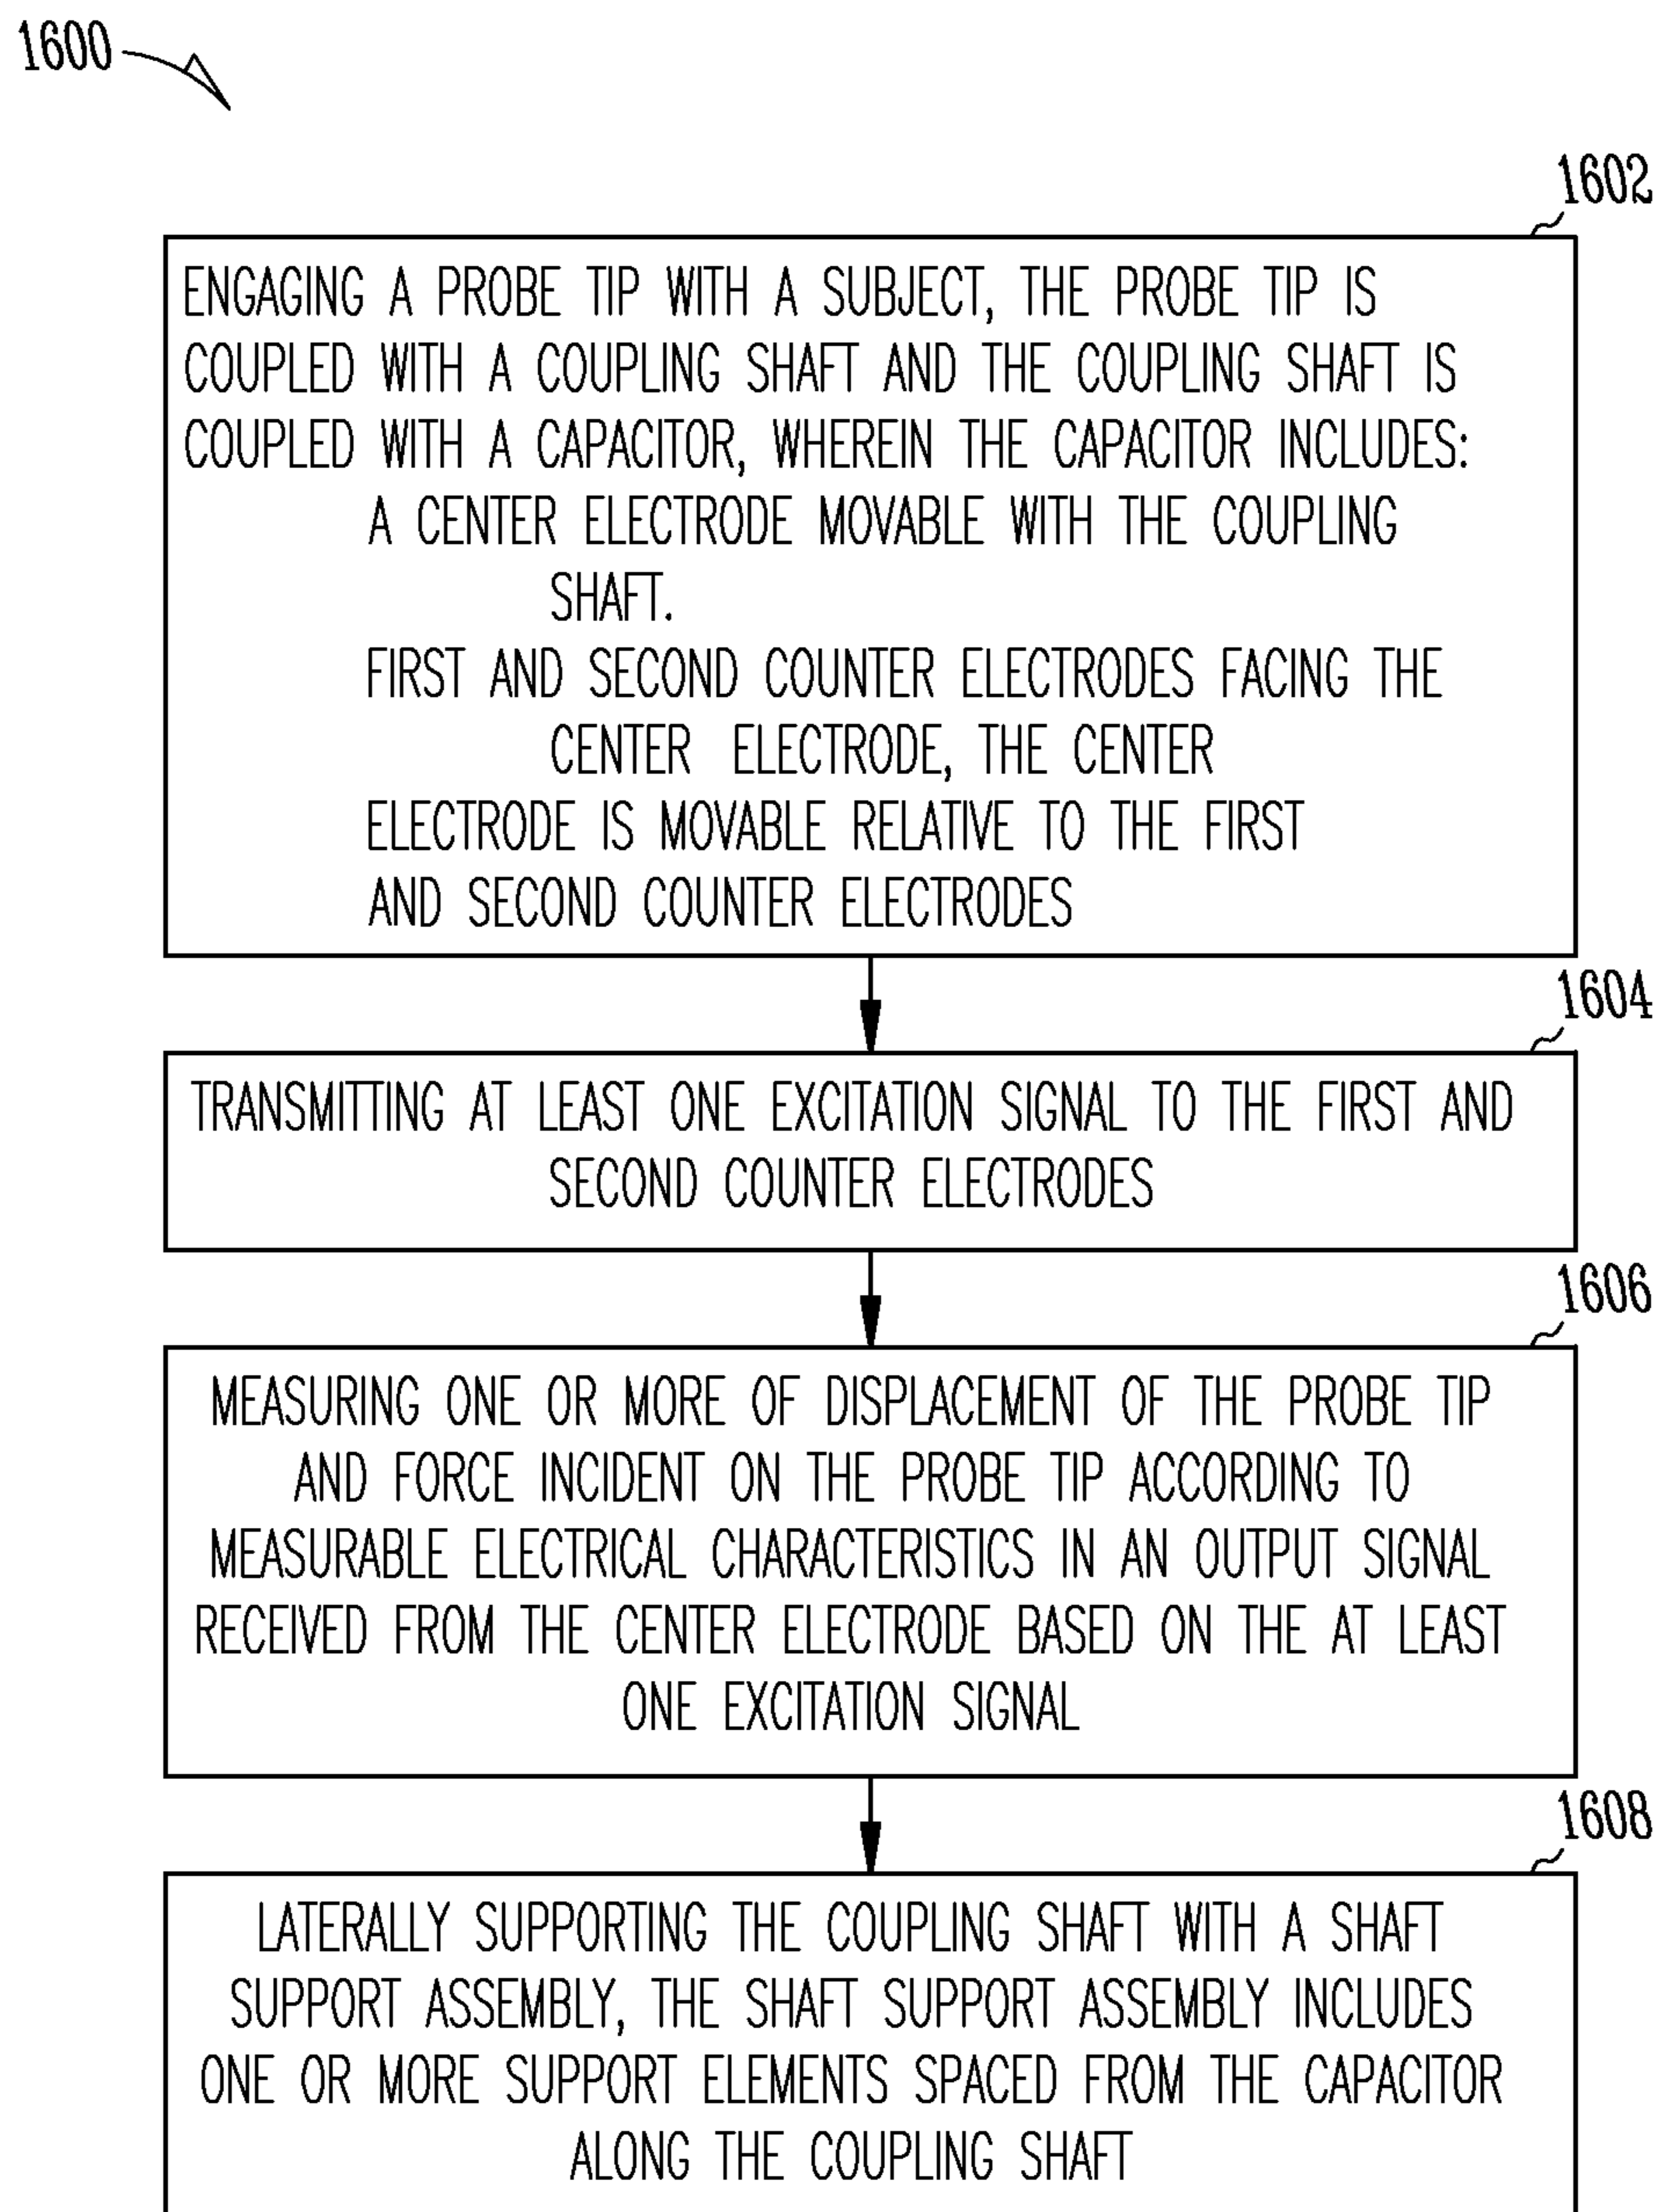 1600
1602
ENGAGING A PROBE TIP WITH A SUBJECT, THE PROBE TIP IS
COUPLED WITH A COUPLING SHAFT AND THE COUPLING SHAFT IS
COUPLED WITH A CAPACITOR, WHEREIN THE CAPACITOR INCLUDES:
A CENTER ELECTRODE MOVABLE WITH THE COUPLING
SHAFT.
FIRST AND SECOND COUNTER ELECTRODES FACING THE
CENTER ELECTRODE, THE CENTER
ELECTRODE IS MOVABLE RELATIVE TO THE FIRST
AND SECOND COUNTER ELECTRODES
1604
TRANSMITTING AT LEAST ONE EXCITATION SIGNAL TO THE FIRST AND
SECOND COUNTER ELECTRODES
1606
MEASURING ONE OR MORE OF DISPLACEMENT OF THE PROBE TIP
AND FORCE INCIDENT ON THE PROBE TIP ACCORDING TO
MEASURABLE ELECTRICAL CHARACTERISTICS IN AN OUTPUT SIGNAL
RECEIVED FROM THE CENTER ELECTRODE BASED ON THE AT LEAST
ONE EXCITATION SIGNAL
1608
LATERALLY SUPPORTING THE COUPLING SHAFT WITH A SHAFT
SUPPORT ASSEMBLY, THE SHAFT SUPPORT ASSEMBLY INCLUDES
ONE OR MORE SUPPORT ELEMENTS SPACED FROM THE CAPACITOR
ALONG THE COUPLING SHAFT